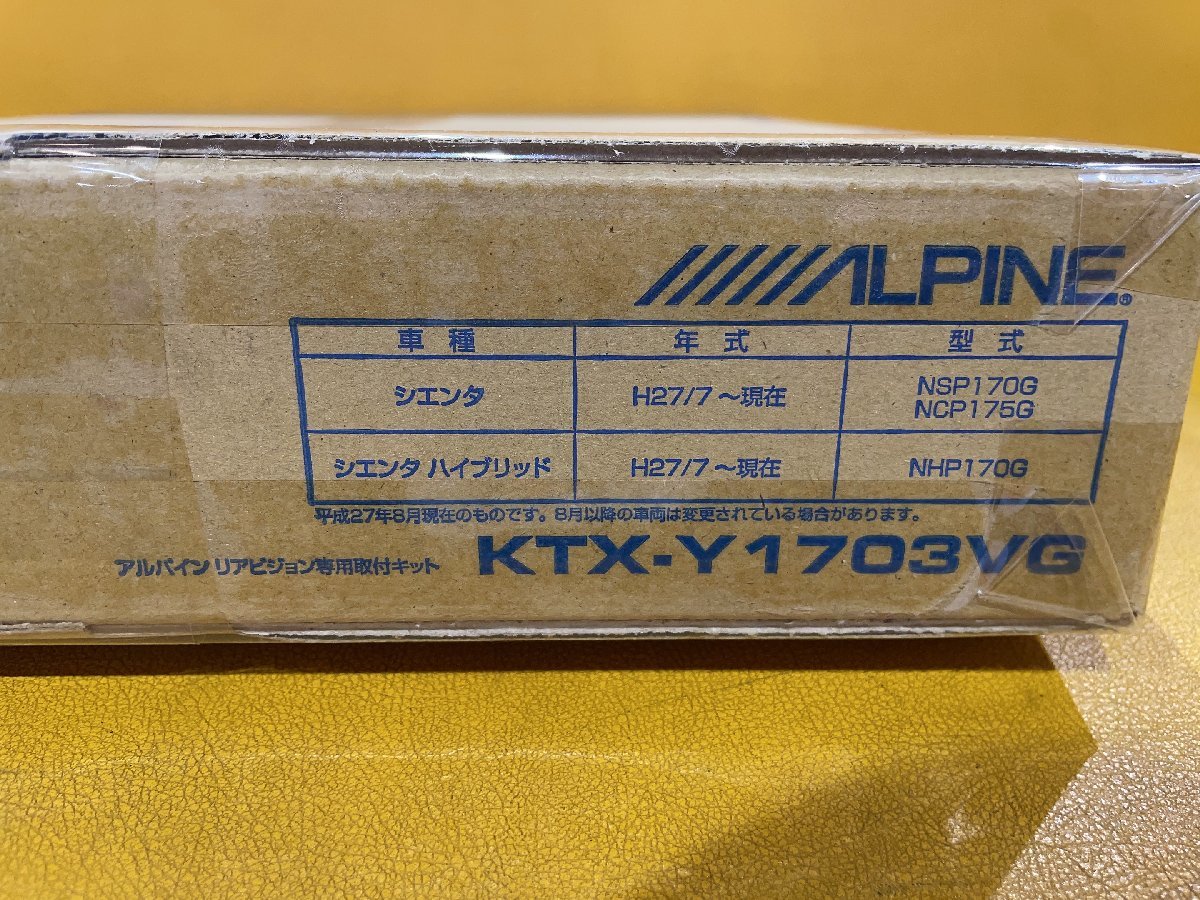 ALPINE®
車種 年式 型式
シエンタ H27/7～現在 NSP170G
NCP175G
シエンタ ハイブリッド H27/7～現在 NHP170G
平成27年8月現在のものです。8月以降の車両は変更されている場合があります。
アルパイン リアビジョン専用取付キット KTX-Y1703VG